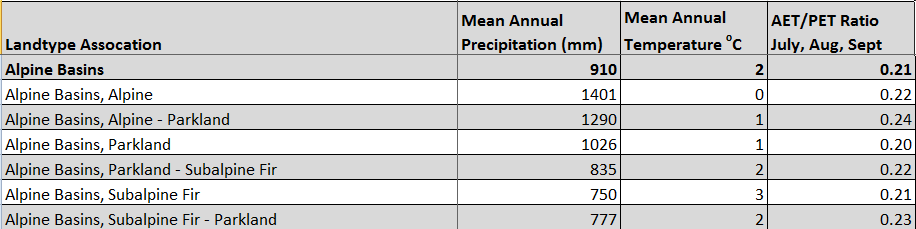 Landtype Assocation | Mean Annual Precipitation (mm) | Mean Annual Temperature °C | AET/PET Ratio July, Aug, Sept
Alpine Basins | 910 | 2 | 0.21
Alpine Basins, Alpine | 1401 | 0 | 0.22
Alpine Basins, Alpine - Parkland | 1290 | 1 | 0.24
Alpine Basins, Parkland | 1026 | 1 | 0.20
Alpine Basins, Parkland - Subalpine Fir | 835 | 2 | 0.22
Alpine Basins, Subalpine Fir | 750 | 3 | 0.21
Alpine Basins, Subalpine Fir - Parkland | 777 | 2 | 0.23